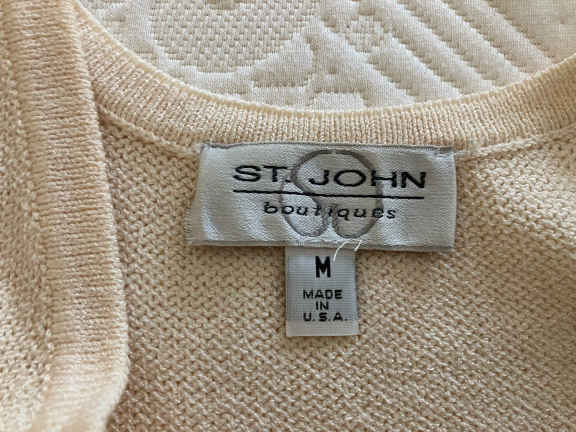 ST. JOHN
boutiques
M
MADE
IN
U.S.A.